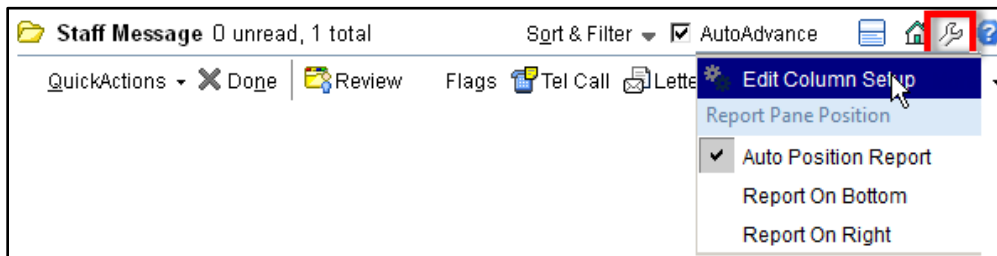 Staff Message 0 unread, 1 total Sort & Filter AutoAdvance
QuickActions Done Review Flags Tel Call
Edit Column Setup
Report Pane Position
Auto Position Report
Report On Bottom
Report On Right